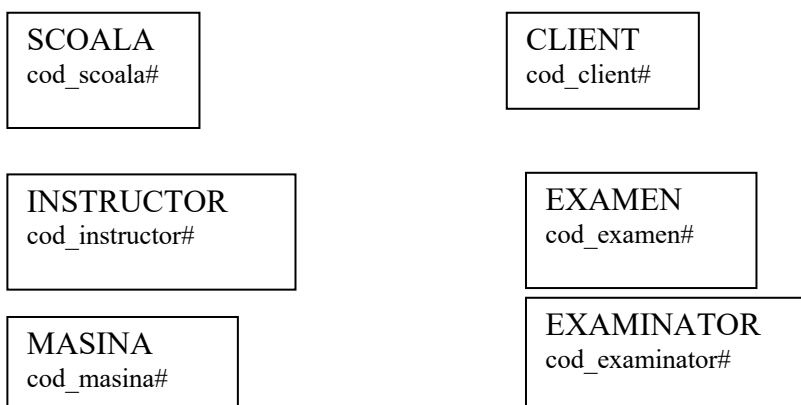 SCOALA
cod_scoala#
CLIENT
cod_client#
INSTRUCTOR
cod_instructor#
EXAMEN
cod_examen#
MASINA
cod_masina#
EXAMINATOR
cod_examinator#